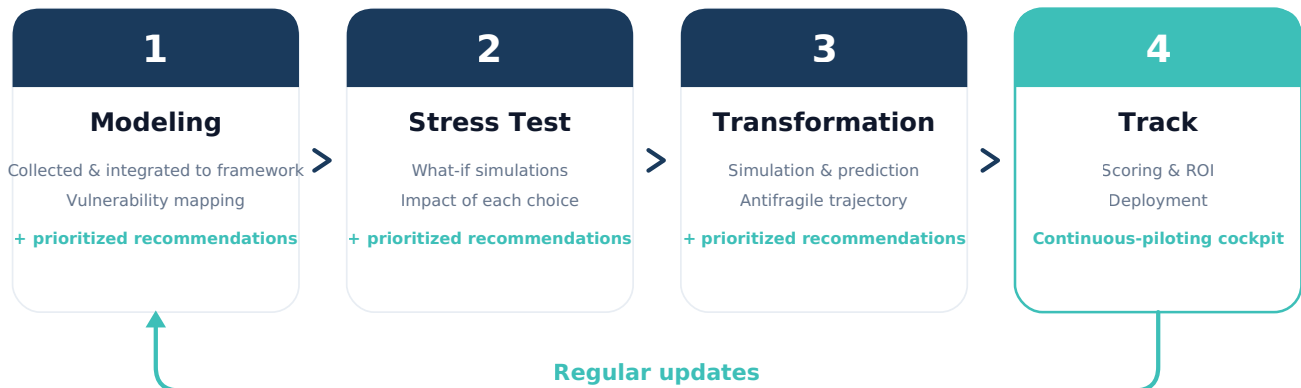 1
Modeling
Collected & integrated to framework
Vulnerability mapping
+ prioritized recommendations
>
2
Stress Test
What-if simulations
Impact of each choice
+ prioritized recommendations
>
3
Transformation
Simulation & prediction
Antifragile trajectory
+ prioritized recommendations
>
4
Track
Scoring & ROI
Deployment
Continuous-piloting cockpit
Regular updates